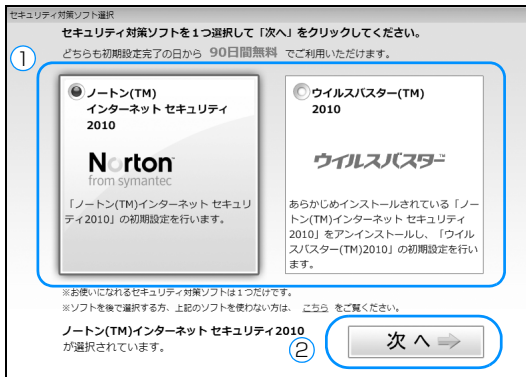 セキュリティ対策ソフト選択
セキュリティ対策ソフトを1つ選択して「次へ」をクリックしてください。
① どちらも初期設定完了の日から 90日間無料 でご利用いただけます。
ノートン(TM)
インターネット セキュリティ
2010
Norton
from symantec
「ノートン(TM)インターネット セキュリ
ティ2010」の初期設定を行います。
ウイルスバスター(TM)
2010
ウイルスバスター™
あらかじめインストールされている「ノー
トン(TM)インターネット セキュリティ
2010」をアンインストールし、「ウイル
スバスター(TM)2010」の初期設定を行い
ます。
※お使いになれるセキュリティ対策ソフトは1つだけです。
※ソフトを後で選択する方、上記のソフトを使わない方は、 こちら をご覧ください。
ノートン(TM)インターネット セキュリティ2010
が選択されています。
② 次へ